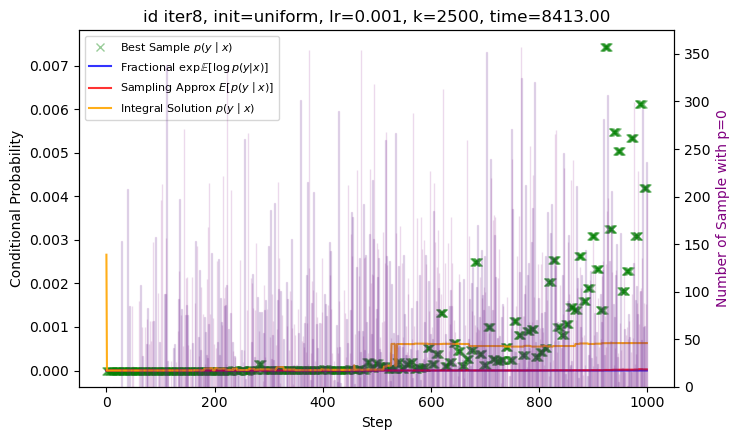 id iter8, init=uniform, lr=0.001, k=2500, time=8413.00
Best Sample p(y | x)
Fractional exp𝔼[log p(y|x)]
Sampling Approx E[p(y | x)]
Integral Solution p(y | x)
Conditional Probability
0.007
0.006
0.005
0.004
0.003
0.002
0.001
0.000
350
300
250
200
150
100
50
0
Number of Sample with p=0
0 200 400 600 800 1000
Step